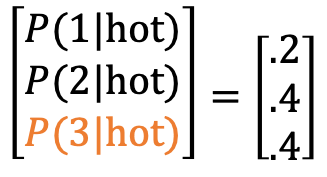 P(1|hot)
P(2|hot) = .2
P(3|hot) .4
.4